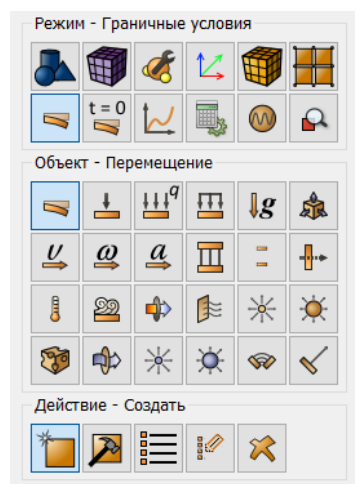 Режим - Граничные условия
t = 0
Объект - Перемещение
q
g
υ ω a
Действие - Создать